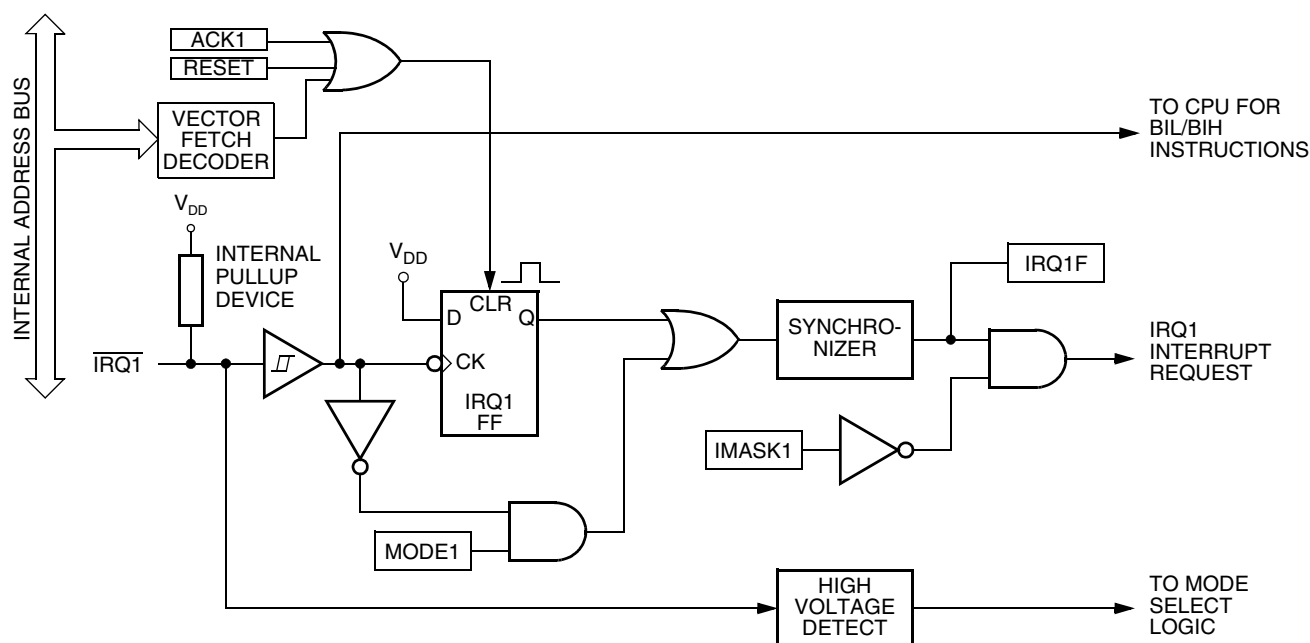 INTERNAL ADDRESS BUS
ACK1
RESET
VECTOR
FETCH
DECODER
TO CPU FOR
BIL/BIH
INSTRUCTIONS
VDD
INTERNAL
PULLUP
DEVICE
VDD
CLR
D
Q
CK
IRQ1
FF
IRQ1
SYNCHRO-
NIZER
IRQ1F
IRQ1
INTERRUPT
REQUEST
IMASK1
MODE1
HIGH
VOLTAGE
DETECT
TO MODE
SELECT
LOGIC